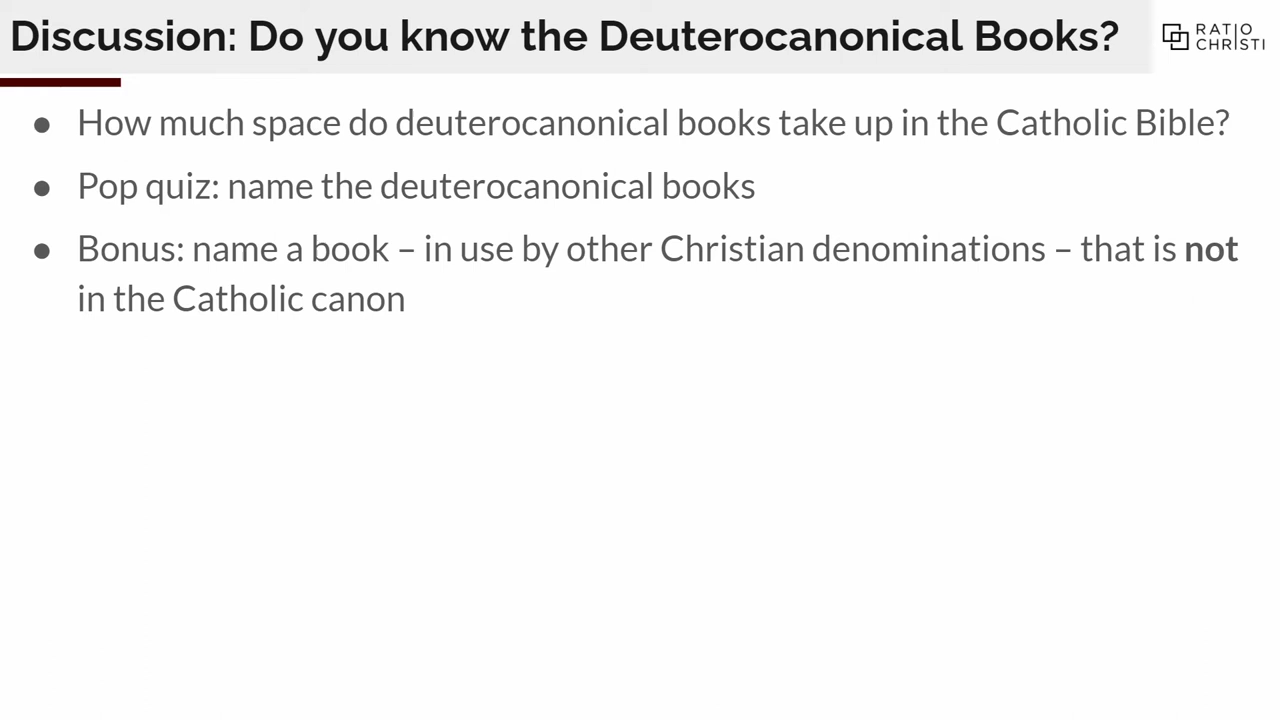 Discussion: Do you know the Deuterocanonical Books?
RATIO
CHRISTI
● How much space do deuterocanonical books take up in the Catholic Bible?
● Pop quiz: name the deuterocanonical books
● Bonus: name a book – in use by other Christian denominations – that is not
in the Catholic canon